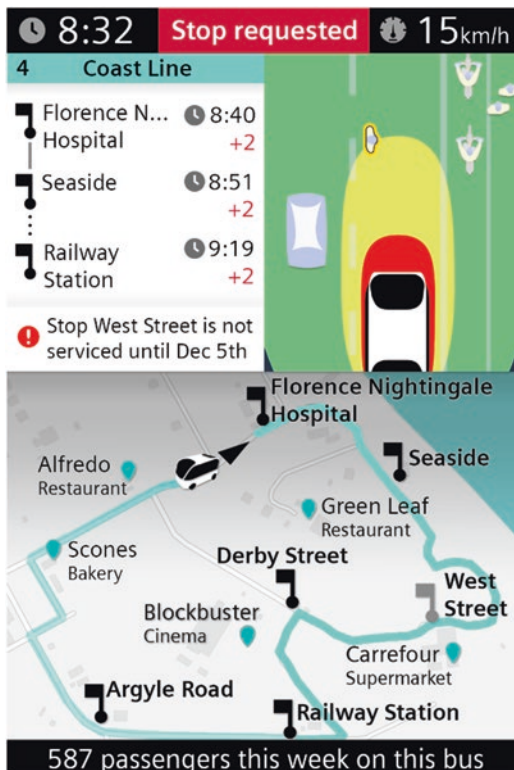 8:32
Stop requested
15km/h
4 Coast Line
Florence N...
Hospital
8:40
+2
Seaside
8:51
+2
Railway
Station
9:19
+2
Stop West Street is not
serviced until Dec 5th
Florence Nightingale
Hospital
Alfredo
Restaurant
Seaside
Green Leaf
Restaurant
Scones
Bakery
Derby Street
West
Street
Blockbuster
Cinema
Carrefour
Supermarket
Argyle Road
Railway Station
587 passengers this week on this bus